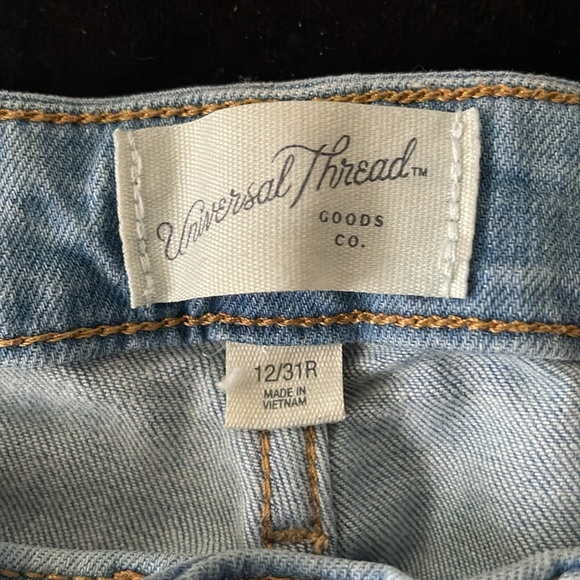 Universal Thread™
GOODS
CO.
12/31R
MADE IN
VIETNAM